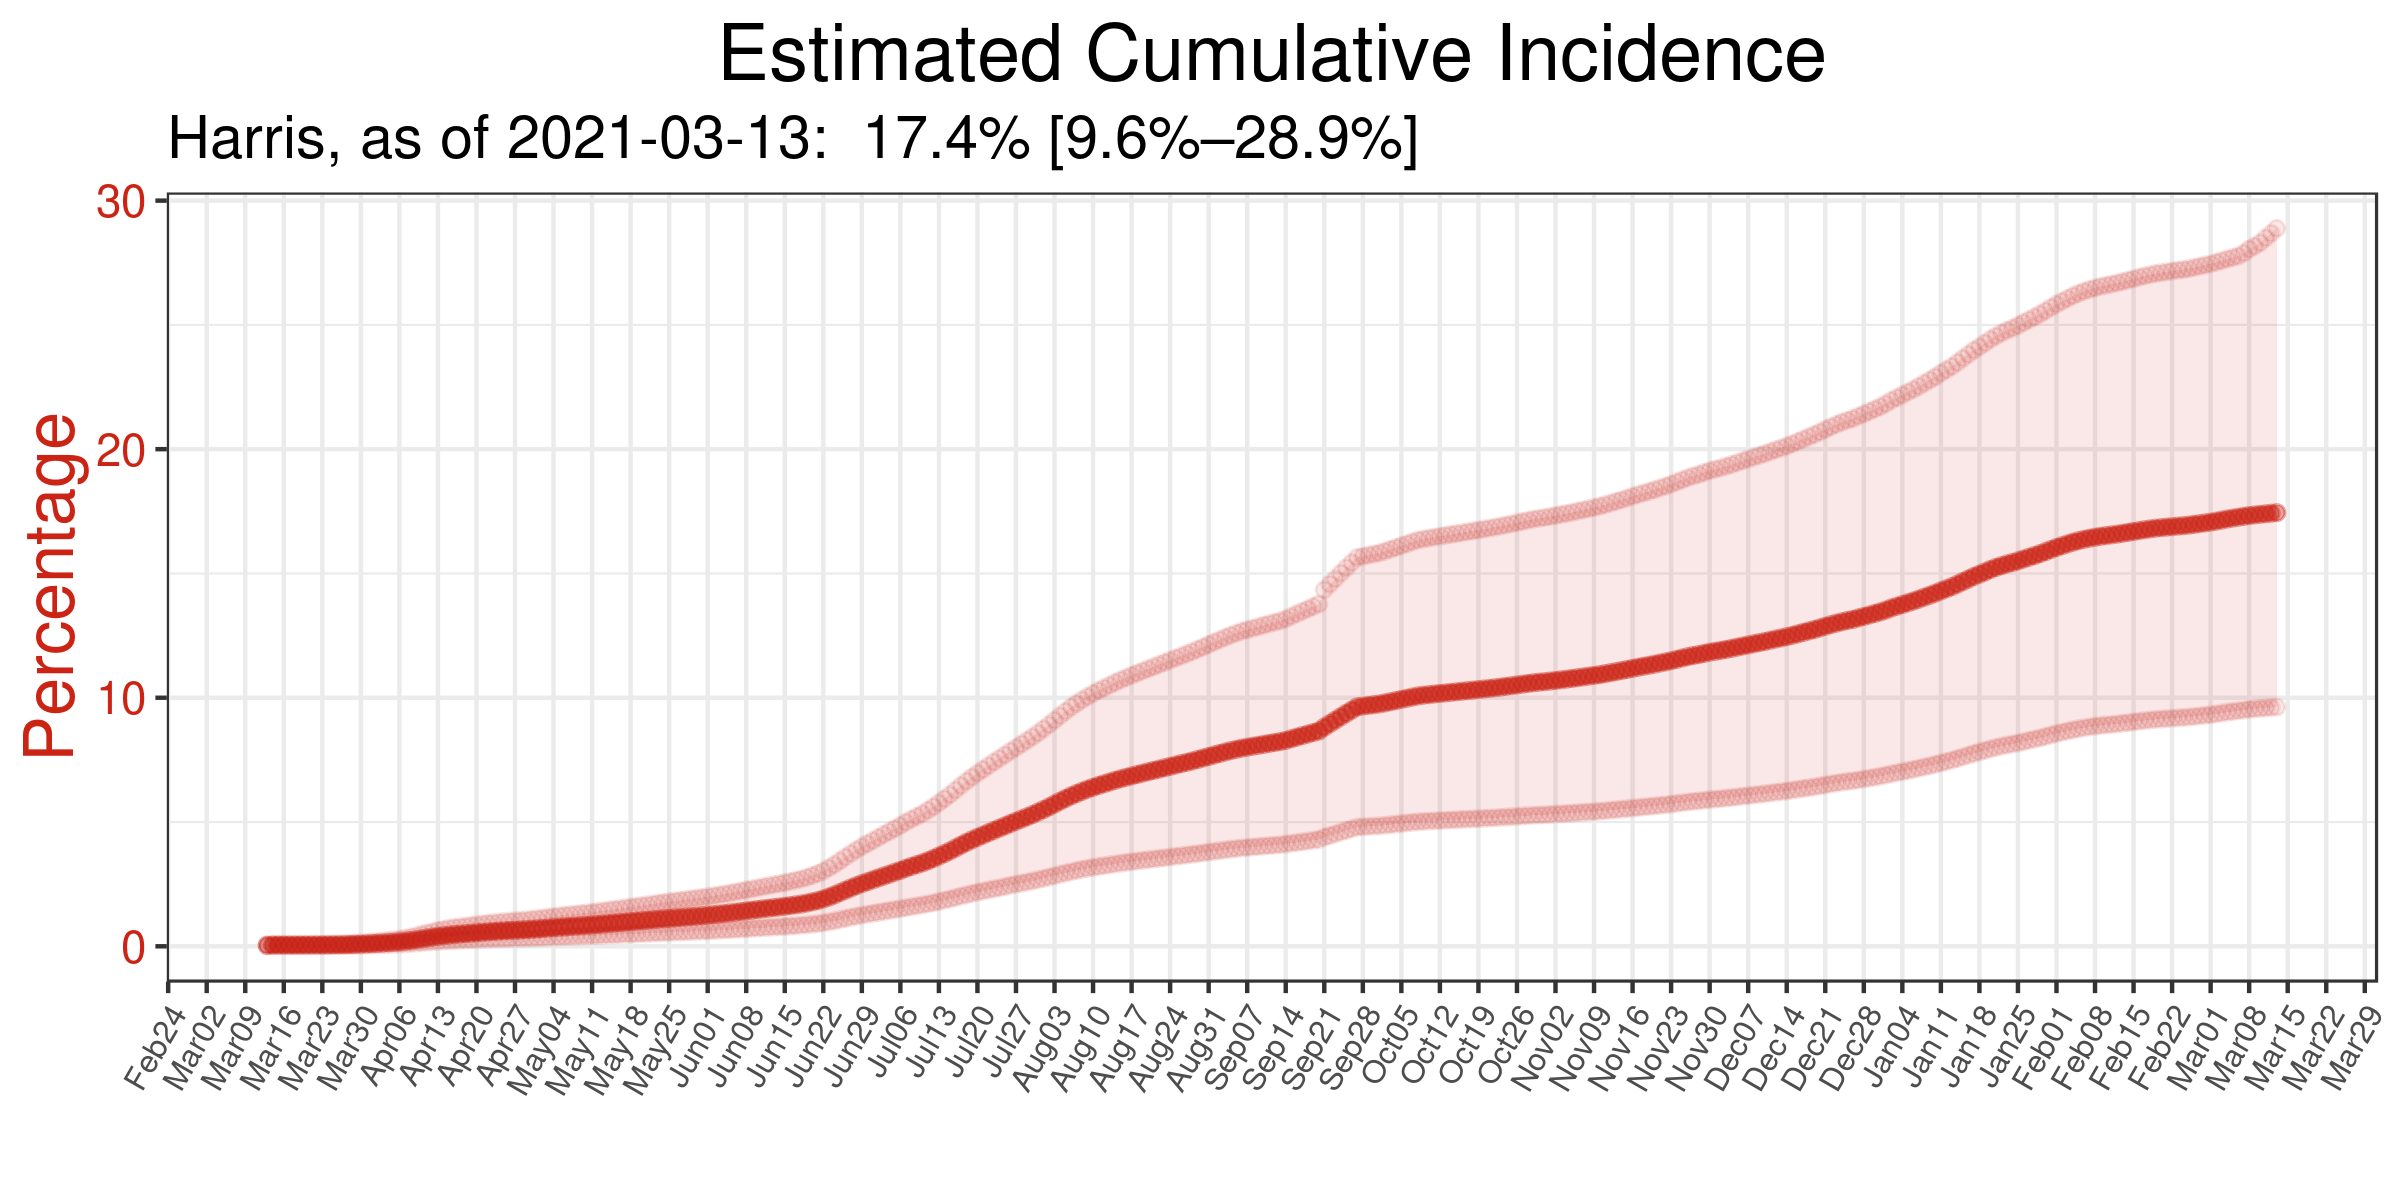 Estimated Cumulative Incidence
Harris, as of 2021-03-13:  17.4% [9.6%–28.9%]
Percentage
30
20
10
0
Feb24
Mar02
Mar09
Mar16
Mar23
Mar30
Apr06
Apr13
Apr20
Apr27
May04
May11
May18
May25
Jun01
Jun08
Jun15
Jun22
Jun29
Jul06
Jul13
Jul20
Jul27
Aug03
Aug10
Aug17
Aug24
Aug31
Sep07
Sep14
Sep21
Sep28
Oct05
Oct12
Oct19
Oct26
Nov02
Nov09
Nov16
Nov23
Nov30
Dec07
Dec14
Dec21
Dec28
Jan04
Jan11
Jan18
Jan25
Feb01
Feb08
Feb15
Feb22
Mar01
Mar08
Mar15
Mar22
Mar29